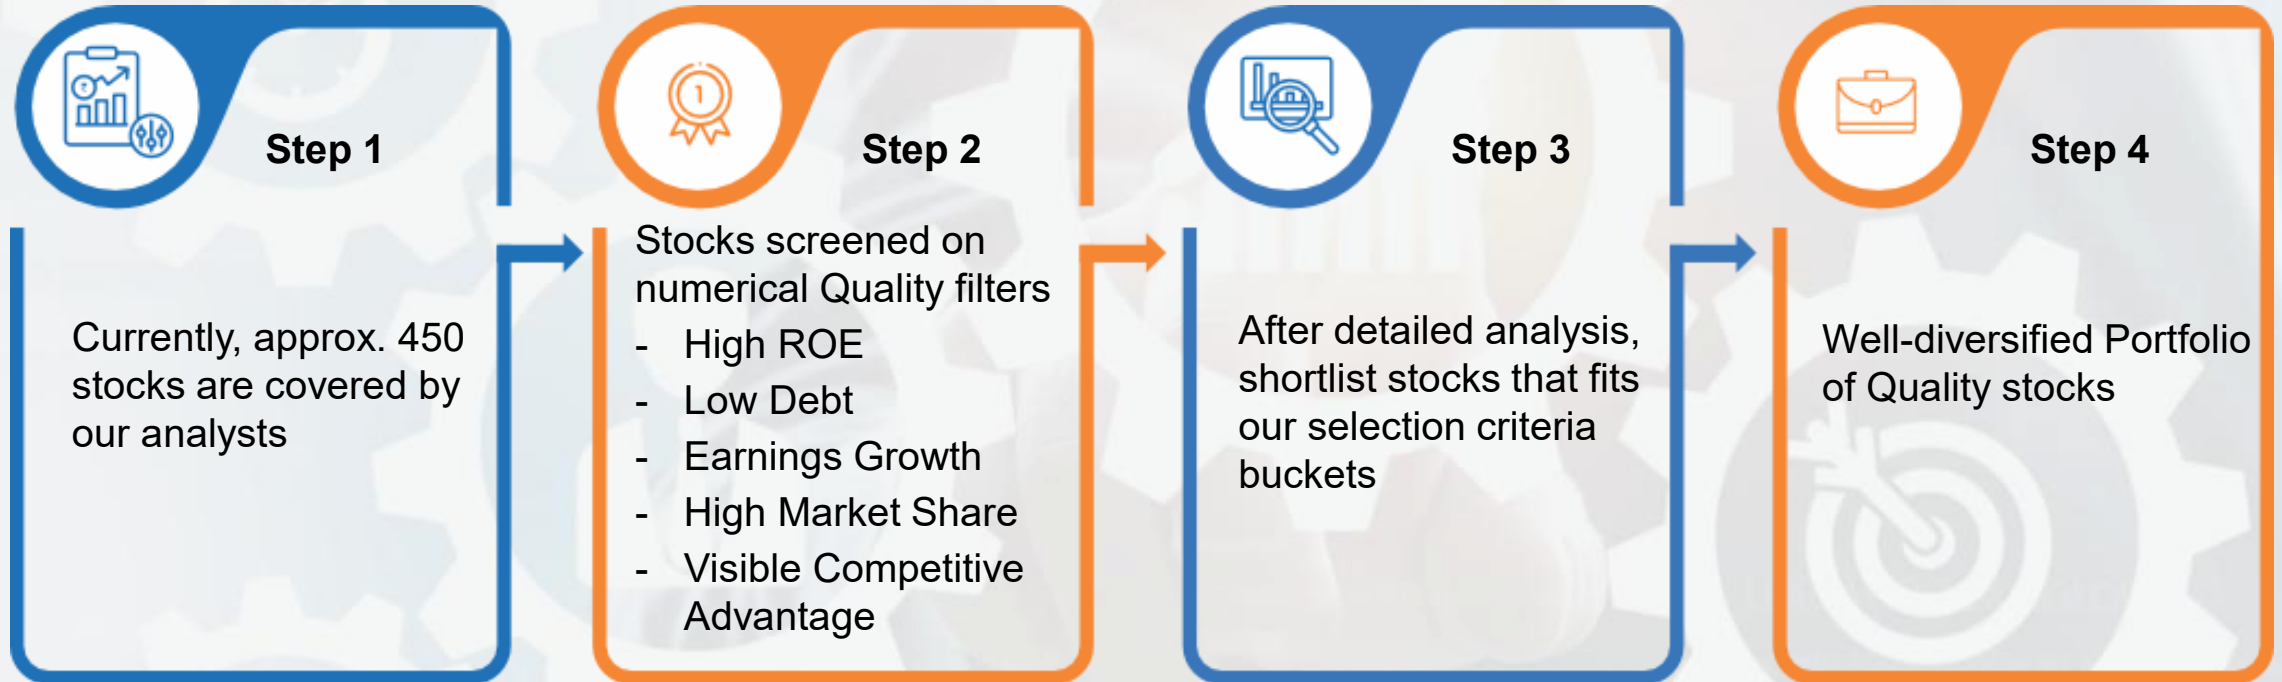 Step 1
Currently, approx. 450
stocks are covered by
our analysts
Step 2
Stocks screened on
numerical Quality filters
- High ROE
- Low Debt
- Earnings Growth
- High Market Share
- Visible Competitive
Advantage
Step 3
After detailed analysis,
shortlist stocks that fits
our selection criteria
buckets
Step 4
Well-diversified Portfolio
of Quality stocks